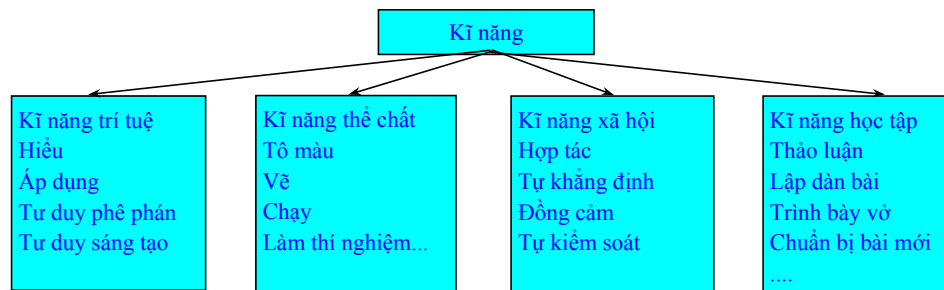 Kĩ năng
Kĩ năng trí tuệ
Hiểu
Áp dụng
Tư duy phê phán
Tư duy sáng tạo
Kĩ năng thể chất
Tô màu
Vẽ
Chạy
Làm thí nghiệm...
Kĩ năng xã hội
Hợp tác
Tự khẳng định
Đồng cảm
Tự kiểm soát
Kĩ năng học tập
Thảo luận
Lập dàn bài
Trình bày vở
Chuẩn bị bài mới
....